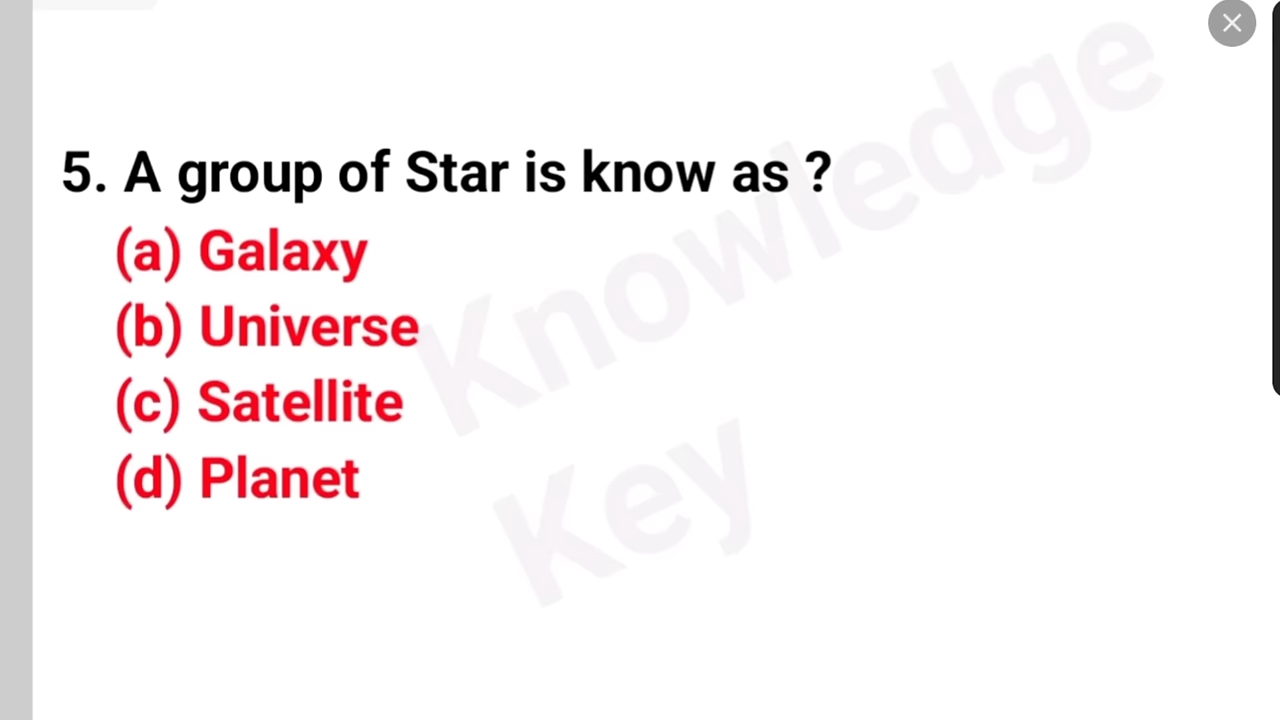 5. A group of Star is know as ?
(a) Galaxy
(b) Universe
(c) Satellite
(d) Planet
Knowledge
Key